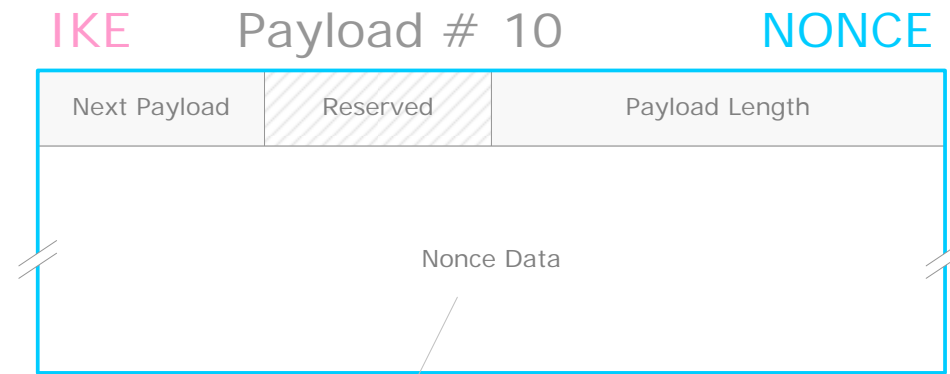 IKE Payload # 10 NONCE
Next Payload Reserved Payload Length
Nonce Data